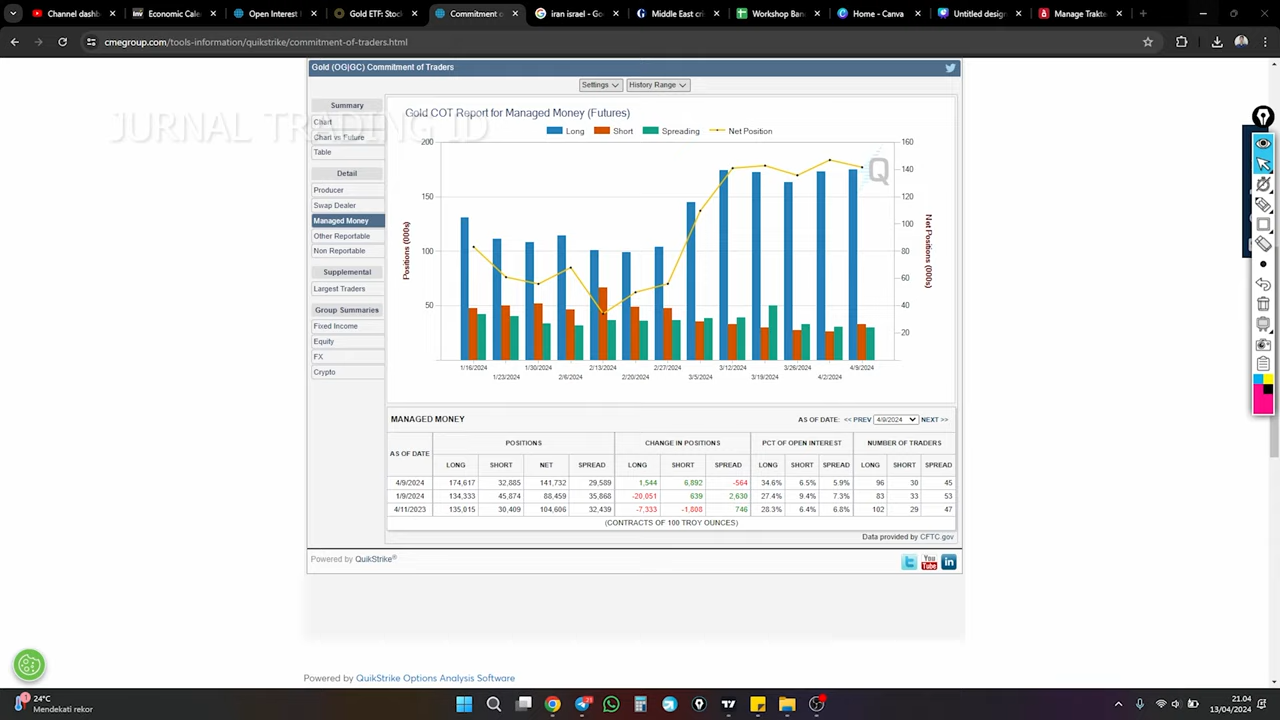 Channel dashb
Economic Cale
Open Interest
Gold ETF: Stoc
Commitment o
iran israel - Go
Middle East cri
Workshop Ban
Home - Canva
Untitled design
Manage Trakte
cmegroup.com/tools-information/quikstrike/commitment-of-traders.html
Gold (OG|GC) Commitment of Traders
Settings
History Range
JURNAL TRADING ID
Summary
Chart
Chart vs Future
Table
Detail
Producer
Swap Dealer
Managed Money
Other Reportable
Non Reportable
Supplemental
Largest Traders
Group Summaries
Fixed Income
Equity
FX
Crypto
Gold COT Report for Managed Money (Futures)
Long Short Spreading Net Position
200
150
100
50
Positions (000s)
160
140
120
100
80
60
40
20
Net Positions (000s)
Q
1/16/2024 1/30/2024 2/13/2024 2/27/2024 3/12/2024 3/26/2024 4/9/2024
1/23/2024 2/6/2024 2/20/2024 3/5/2024 3/19/2024 4/2/2024
MANAGED MONEY
AS OF DATE: << PREV 4/9/2024 NEXT >>
AS OF DATE POSITIONS CHANGE IN POSITIONS PCT OF OPEN INTEREST NUMBER OF TRADERS
LONG SHORT NET SPREAD LONG SHORT SPREAD LONG SHORT SPREAD LONG SHORT SPREAD
4/9/2024 174,617 32,885 141,732 29,589 1,544 6,892 -564 34.6% 6.5% 5.9% 96 30 45
1/9/2024 134,333 45,874 88,459 35,868 -20,051 639 2,630 27.4% 9.4% 7.3% 83 33 53
4/11/2023 135,015 30,409 104,606 32,439 -7,333 -1,808 746 28.3% 6.4% 6.8% 102 29 47
(CONTRACTS OF 100 TROY OUNCES)
Data provided by CFTC.gov
Powered by QuikStrike®
You
Tube
in
Powered by QuikStrike Options Analysis Software
24°C
Mendekati rekor
21.04
13/04/2024